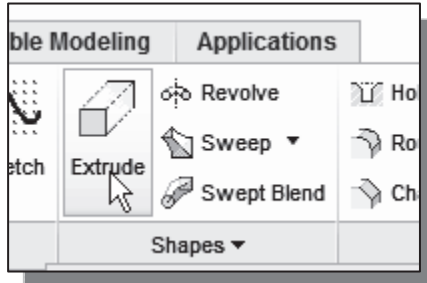 ble Modeling Applications
Revolve Ho
Sweep Ro
etch Extrude
Swept Blend Ch
Shapes